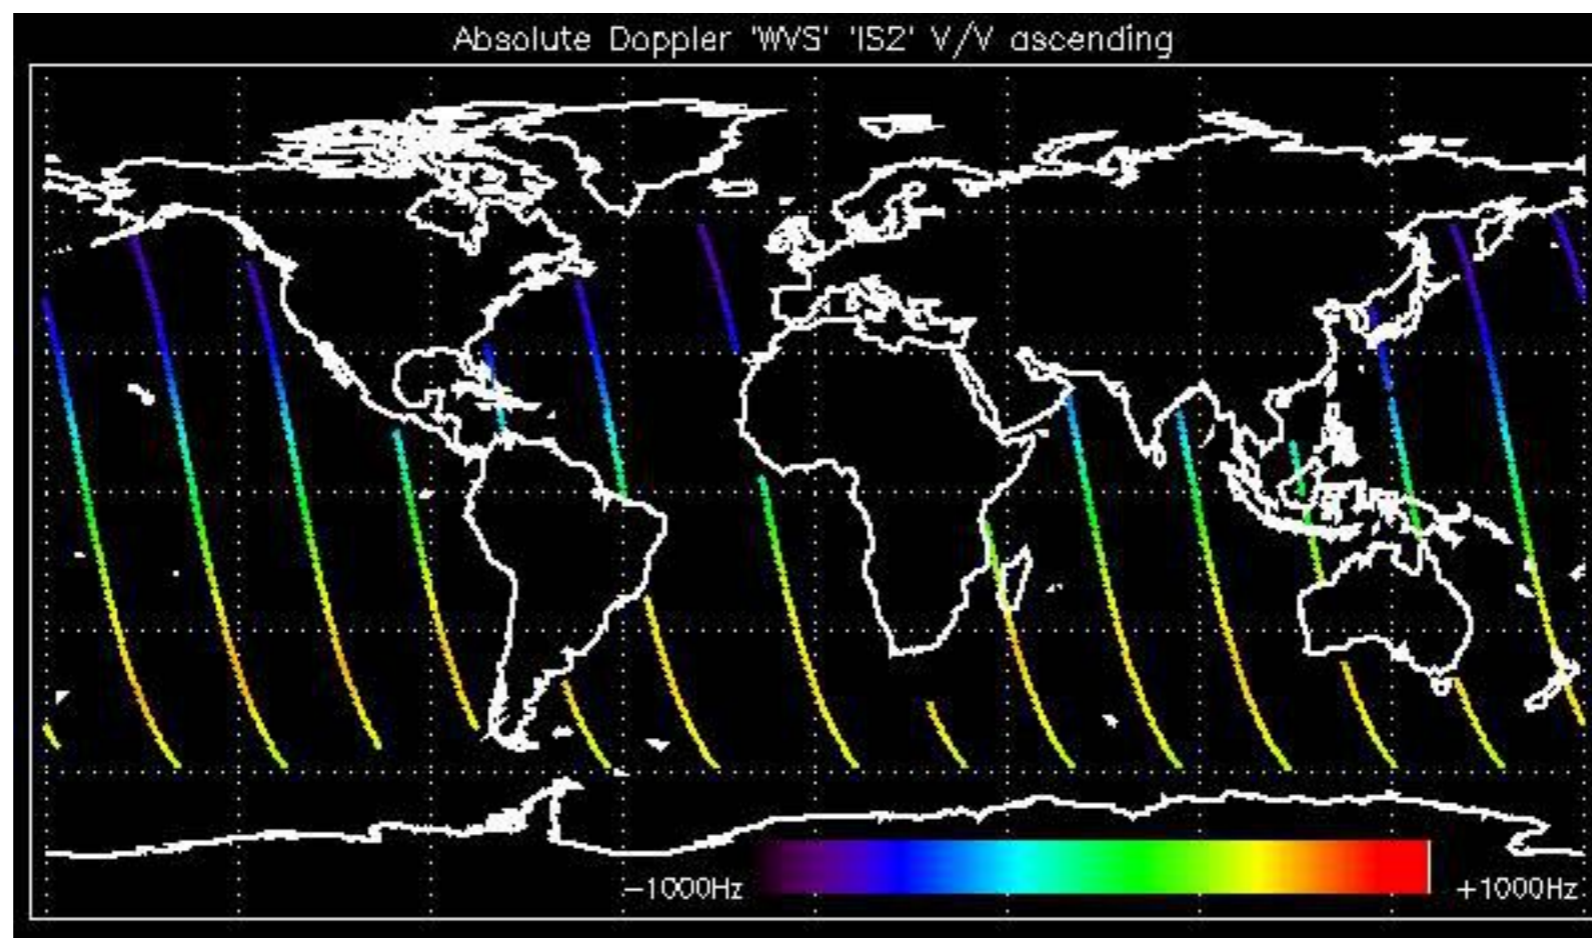 Absolute Doppler 'WVS' 'IS2' V/V ascending
-1000Hz +1000Hz